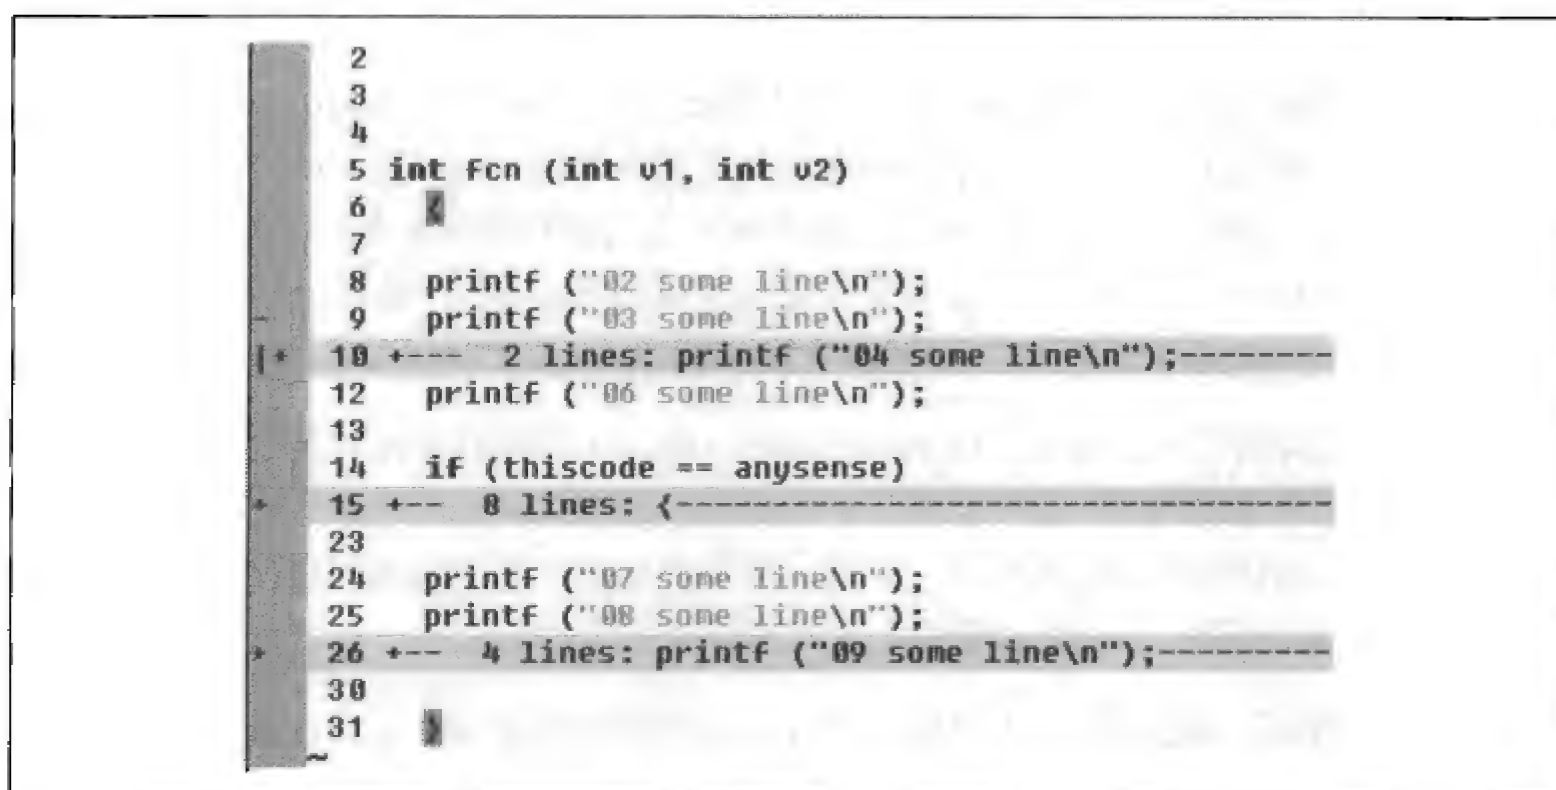 2
3
4
5 int fcn (int v1, int v2)
6 {
7
8 printf ("02 some line\n");
- 9 printf ("03 some line\n");
|+ 10 +--- 2 lines: printf ("04 some line\n");--------
12 printf ("06 some line\n");
13
14 if (thiscode == anysense)
+ 15 +-- 8 lines: {-----------------------------------
23
24 printf ("07 some line\n");
25 printf ("08 some line\n");
+ 26 +-- 4 lines: printf ("09 some line\n");---------
30
31 }
~